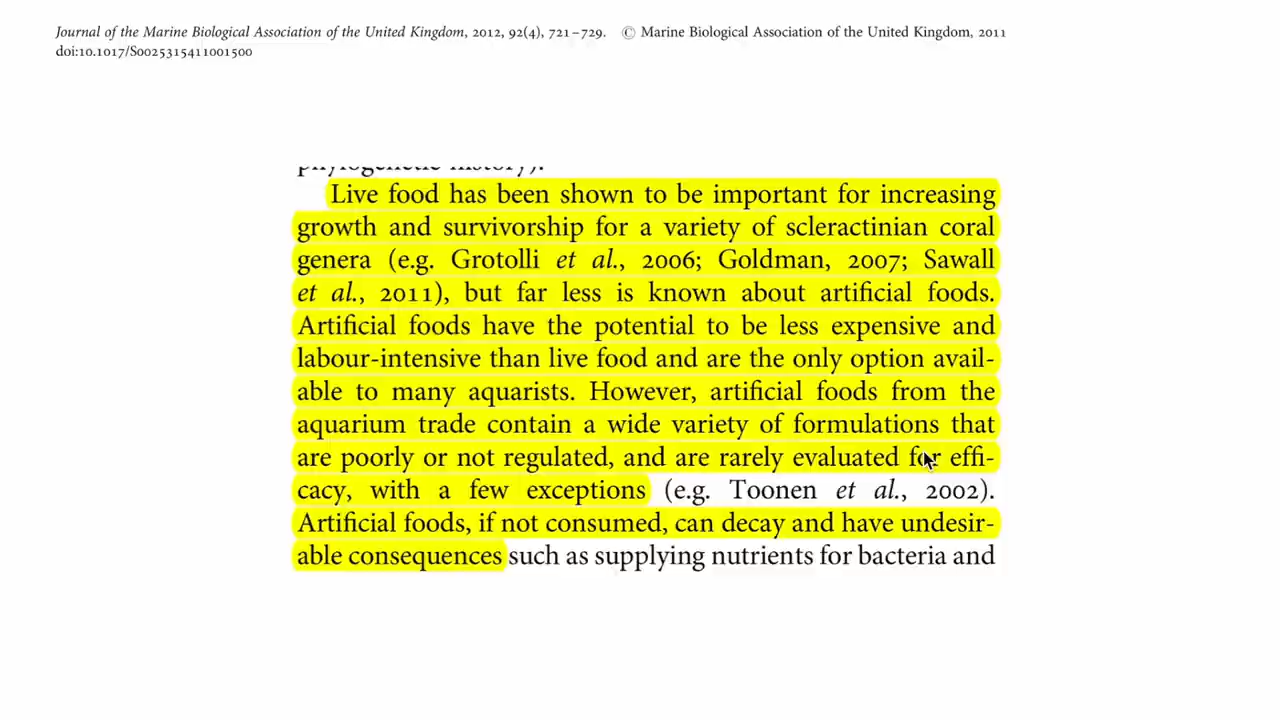 Journal of the Marine Biological Association of the United Kingdom, 2012, 92(4), 721–729. © Marine Biological Association of the United Kingdom, 2011
doi:10.1017/S0025315411001500
phylogenetic history).
Live food has been shown to be important for increasing
growth and survivorship for a variety of scleractinian coral
genera (e.g. Grotolli et al., 2006; Goldman, 2007; Sawall
et al., 2011), but far less is known about artificial foods.
Artificial foods have the potential to be less expensive and
labour-intensive than live food and are the only option avail-
able to many aquarists. However, artificial foods from the
aquarium trade contain a wide variety of formulations that
are poorly or not regulated, and are rarely evaluated for effi-
cacy, with a few exceptions (e.g. Toonen et al., 2002).
Artificial foods, if not consumed, can decay and have undesir-
able consequences such as supplying nutrients for bacteria and